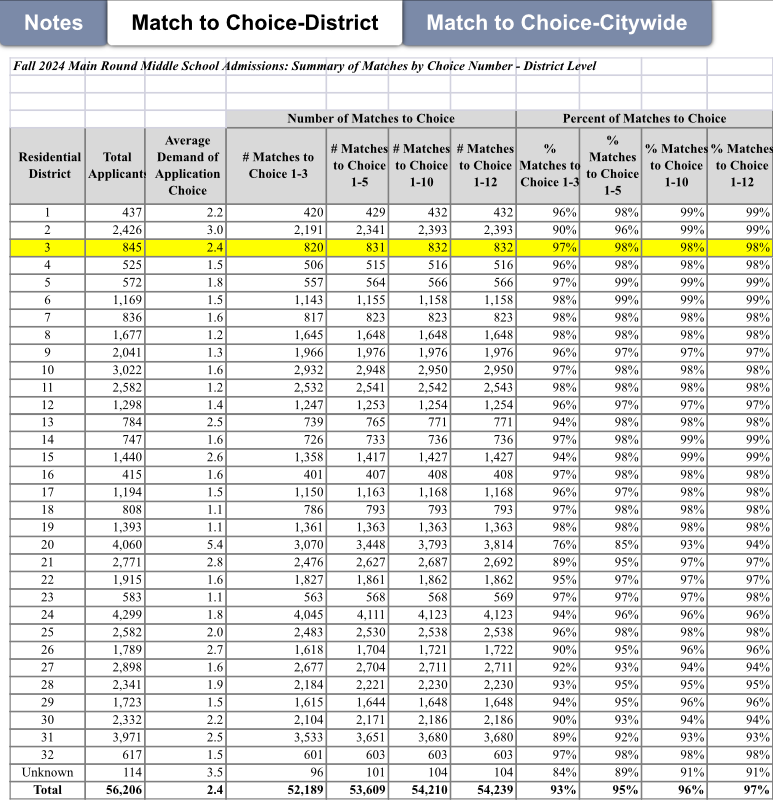 Notes Match to Choice-District Match to Choice-Citywide
Fall 2024 Main Round Middle School Admissions: Summary of Matches by Choice Number - District Level
Number of Matches to Choice Percent of Matches to Choice
Residential District Total Applicants Average Demand of Application Choice # Matches to Choice 1-3 # Matches to Choice 1-5 # Matches to Choice 1-10 # Matches to Choice 1-12 % Matches to Choice 1-3 % Matches to Choice 1-5 % Matches to Choice 1-10 % Matches to Choice 1-12
1 437 2.2 420 429 432 432 96% 98% 99% 99%
2 2,426 3.0 2,191 2,341 2,393 2,393 90% 96% 99% 99%
3 845 2.4 820 831 832 832 97% 98% 98% 98%
4 525 1.5 506 515 516 516 96% 98% 98% 98%
5 572 1.8 557 564 566 566 97% 99% 99% 99%
6 1,169 1.5 1,143 1,155 1,158 1,158 98% 99% 99% 99%
7 836 1.6 817 823 823 823 98% 98% 98% 98%
8 1,677 1.2 1,645 1,648 1,648 1,648 98% 98% 98% 98%
9 2,041 1.3 1,966 1,976 1,976 1,976 96% 97% 97% 97%
10 3,022 1.6 2,932 2,948 2,950 2,950 97% 98% 98% 98%
11 2,582 1.2 2,532 2,541 2,542 2,543 98% 98% 98% 98%
12 1,298 1.4 1,247 1,253 1,254 1,254 96% 97% 97% 97%
13 784 2.5 739 765 771 771 94% 98% 98% 98%
14 747 1.6 726 733 736 736 97% 98% 99% 99%
15 1,440 2.6 1,358 1,417 1,427 1,427 94% 98% 99% 99%
16 415 1.6 401 407 408 408 97% 98% 98% 98%
17 1,194 1.5 1,150 1,163 1,168 1,168 96% 97% 98% 98%
18 808 1.1 786 793 793 793 97% 98% 98% 98%
19 1,393 1.1 1,361 1,363 1,363 1,363 98% 98% 98% 98%
20 4,060 5.4 3,070 3,448 3,793 3,814 76% 85% 93% 94%
21 2,771 2.8 2,476 2,627 2,687 2,692 89% 95% 97% 97%
22 1,915 1.6 1,827 1,861 1,862 1,862 95% 97% 97% 97%
23 583 1.1 563 568 568 569 97% 97% 97% 98%
24 4,299 1.8 4,045 4,111 4,123 4,123 94% 96% 96% 96%
25 2,582 2.0 2,483 2,530 2,538 2,538 96% 98% 98% 98%
26 1,789 2.7 1,618 1,704 1,721 1,722 90% 95% 96% 96%
27 2,898 1.6 2,677 2,704 2,711 2,711 92% 93% 94% 94%
28 2,341 1.9 2,184 2,221 2,230 2,230 93% 95% 95% 95%
29 1,723 1.5 1,615 1,644 1,648 1,648 94% 95% 96% 96%
30 2,332 2.2 2,104 2,171 2,186 2,186 90% 93% 94% 94%
31 3,971 2.5 3,533 3,651 3,680 3,680 89% 92% 93% 93%
32 617 1.5 601 603 603 603 97% 98% 98% 98%
Unknown 114 3.5 96 101 104 104 84% 89% 91% 91%
Total 56,206 2.4 52,189 53,609 54,210 54,239 93% 95% 96% 97%